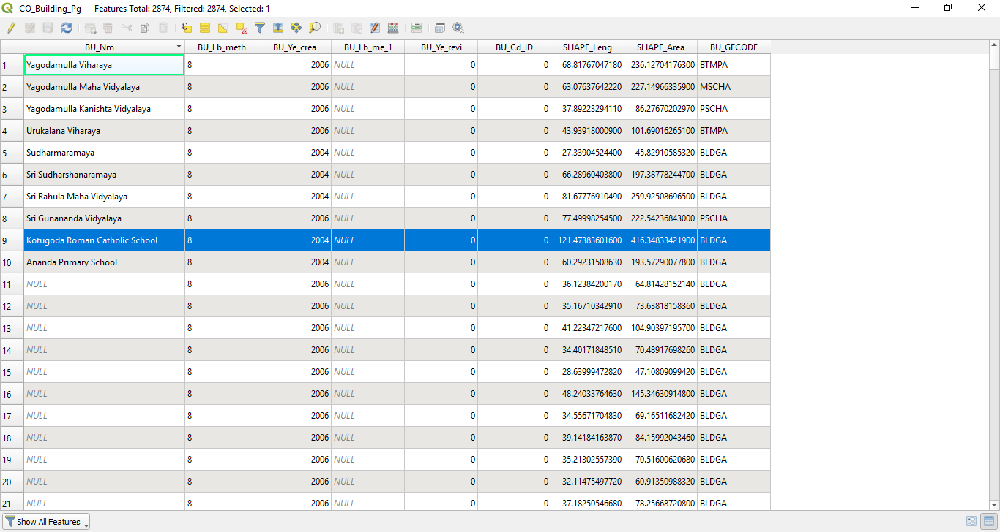 CO_Building_Pg — Features Total: 2874, Filtered: 2874, Selected: 1
BU_Nm BU_Lb_meth BU_Ye_crea BU_Lb_me_1 BU_Ye_revi BU_Cd_ID SHAPE_Leng SHAPE_Area BU_GFCODE
1 Yagodamulla Viharaya 8 2006 NULL 0 0 68.81767047180 236.12704176300 BTMPA
2 Yagodamulla Maha Vidyalaya 8 2006 NULL 0 0 63.07637642220 227.14966335900 MSCHA
3 Yagodamulla Kanishta Vidyalaya 8 2006 NULL 0 0 37.89223294110 86.27670202970 PSCHA
4 Urukalana Viharaya 8 2006 NULL 0 0 43.93918000900 101.69016265100 BTMPA
5 Sudharmaramaya 8 2004 NULL 0 0 27.33904524400 45.82910585320 BLDGA
6 Sri Sudharshanaramaya 8 2004 NULL 0 0 66.28960403800 197.38778244700 BLDGA
7 Sri Rahula Maha Vidyalaya 8 2004 NULL 0 0 81.67776910490 259.92508696500 BLDGA
8 Sri Gunananda Vidyalaya 8 2006 NULL 0 0 77.49998254500 222.54236843000 PSCHA
9 Kotugoda Roman Catholic School 8 2004 NULL 0 0 121.47383601600 416.34833421900 BLDGA
10 Ananda Primary School 8 2004 NULL 0 0 60.29231508630 193.57290077800 BLDGA
11 NULL 8 2006 NULL 0 0 36.12384200170 64.81428152140 BLDGA
12 NULL 8 2006 NULL 0 0 35.16710342910 73.63818158360 BLDGA
13 NULL 8 2006 NULL 0 0 41.22347217600 104.90397195700 BLDGA
14 NULL 8 2006 NULL 0 0 34.40171848510 70.48917698260 BLDGA
15 NULL 8 2006 NULL 0 0 28.63999472820 47.10809099420 BLDGA
16 NULL 8 2006 NULL 0 0 48.24033764630 145.34630914800 BLDGA
17 NULL 8 2006 NULL 0 0 34.55671704830 69.16511682420 BLDGA
18 NULL 8 2006 NULL 0 0 39.14184163870 84.15992043460 BLDGA
19 NULL 8 2006 NULL 0 0 35.21302557390 70.51600620680 BLDGA
20 NULL 8 2006 NULL 0 0 32.11475497720 60.91350988320 BLDGA
21 NULL 8 2006 NULL 0 0 37.18250546680 78.25668720800 BLDGA
Show All Features